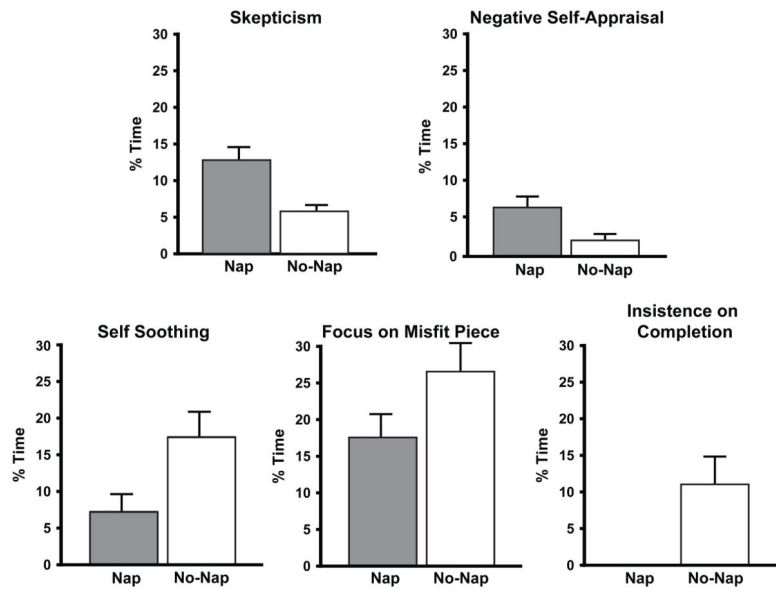 Skepticism
% Time
30
25
20
15
10
5
0
Nap No-Nap
Negative Self-Appraisal
% Time
30
25
20
15
10
5
0
Nap No-Nap
Self Soothing
% Time
30
25
20
15
10
5
0
Nap No-Nap
Focus on Misfit Piece
% Time
30
25
20
15
10
5
0
Nap No-Nap
Insistence on
Completion
% Time
30
25
20
15
10
5
0
Nap No-Nap